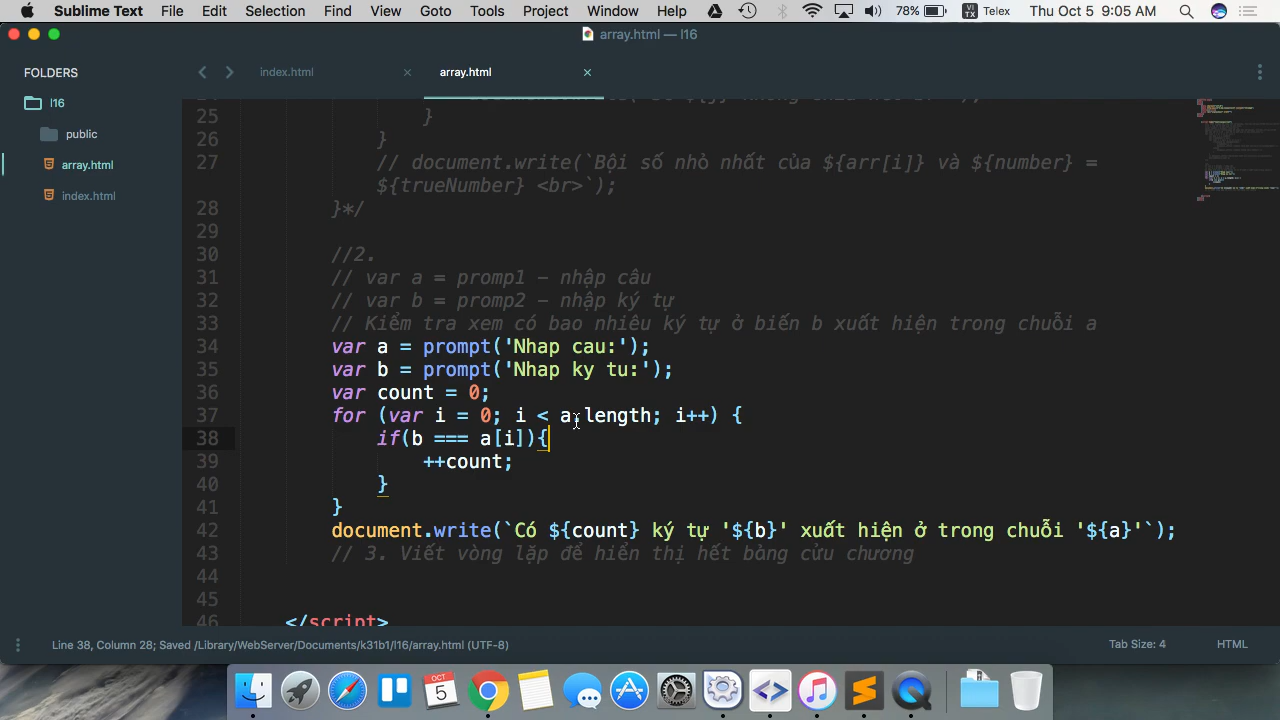 Sublime Text File Edit Selection Find View Goto Tools Project Window Help 78% VI TX Telex Thu Oct 5 9:05 AM
array.html — l16
FOLDERS
l16
public
array.html
index.html
index.html × array.html ×
25 }
26 }
27 // document.write(`Bội số nhỏ nhất của ${arr[i]} và ${number} =
${trueNumber} <br>`);
28 }*/
29
30 //2.
31 // var a = promp1 - nhập câu
32 // var b = promp2 - nhập ký tự
33 // Kiểm tra xem có bao nhiêu ký tự ở biến b xuất hiện trong chuỗi a
34 var a = prompt('Nhap cau:');
35 var b = prompt('Nhap ky tu:');
36 var count = 0;
37 for (var i = 0; i < a.length; i++) {
38 if(b === a[i]){
39 ++count;
40 }
41 }
42 document.write(`Có ${count} ký tự '${b}' xuất hiện ở trong chuỗi '${a}'`);
43 // 3. Viết vòng lặp để hiển thị hết bảng cửu chương
44
45
46 </script>
Line 38, Column 28; Saved /Library/WebServer/Documents/k31b1/l16/array.html (UTF-8) Tab Size: 4 HTML
OCT
5